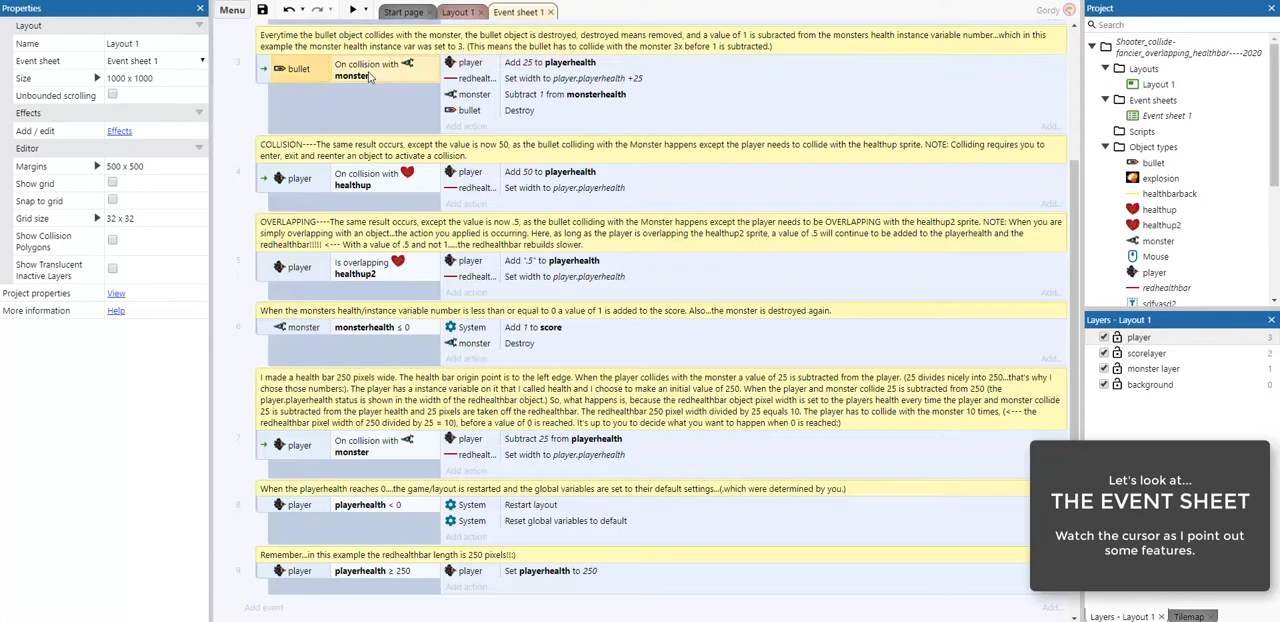 Properties
Menu
Start page
Layout 1
Event sheet 1
Gordy
Project
Layout
Name Layout 1
Event sheet Event sheet 1
Size 1000 x 1000
Unbounded scrolling
Effects
Add / edit Effects
Editor
Margins 500 x 500
Show grid
Snap to grid
Grid size 32 x 32
Show Collision
Polygons
Show Translucent
Inactive Layers
Project properties View
More information Help
Everytime the bullet object collides with the monster, the bullet object is destroyed, destroyed means removed, and a value of 1 is subtracted from the monsters health instance variable number...which in this
example the monster health instance var was set to 3. (This means the bullet has to collide with the monster 3x before 1 is subtracted.)
3 bullet On collision with
monster
player Add 25 to playerhealth
redhealt... Set width to player.playerhealth +25
monster Subtract 1 from monsterhealth
bullet Destroy
Add action Add...
COLLISION----The same result occurs, except the value is now 50, as the bullet colliding with the Monster happens except the player needs to be collide with the healthup sprite. NOTE: Colliding requires you to
enter, exit and reenter an object to activate a collision.
4 player On collision with
healthup
player Add 50 to playerhealth
redhealt... Set width to player.playerhealth
Add action Add...
OVERLAPPING----The same result occurs, except the value is now .5, as the bullet colliding with the Monster happens except the player needs to be OVERLAPPING with the healthup2 sprite. NOTE: When you are
simply overlapping with an object...the action you applied is occuring. Here, as long as the player is overlapping the healthup2 sprite, a value of .5 will continue to be added to the playerhealth and the
redhealthbar!!!!! <--- With a value of .5 and not 1.....the redhealthbar rebuilds slower.
5 player Is overlapping
healthup2
player Add ".5" to playerhealth
redhealt... Set width to player.playerhealth
Add action Add...
When the monsters health/instance variable number is less than or equal to 0 a value of 1 is added to the score. Also...the monster is destroyed again.
6 monster monsterhealth ≤ 0
System Add 1 to score
monster Destroy
Add action Add...
I made a health bar 250 pixels wide. The health bar origin point is to the left edge. When the player collides with the monster a value of 25 is subtracted from the player. (25 divides nicely into 250...that's why I
chose those numbers:). The player has a instance variable on it that I called health and I choose to make an initial value of 250. When the player and monster collide 25 is subtracted from 250 (the
player.playerhealth status is shown in the width of the redhealthbar object.) So, what happens is, because the redhealthbar object pixel width is set to the players health every time the player and monster collide
25 is subtracted from the player health and 25 pixels are taken off the redhealthbar. The redhealthbar 250 pixel width divided by 25 equals 10. The player has to collide with the monster 10 times, (<--- the
redhealthbar pixel width of 250 divided by 25 = 10), before a value of 0 is reached. It's up to you to decide what you want to happen when 0 is reached:)
7 player On collision with
monster
player Subtract 25 from playerhealth
redhealt... Set width to player.playerhealth
Add action
When the playerhealth reaches 0...the game/layout is restarted and the global variables are set to their default settings...(.which were determined by you.)
8 player playerhealth < 0
System Restart layout
System Reset global variables to default
Add action
Remember...in this example the redhealthbar length is 250 pixels!!:)
9 player playerhealth ≥ 250
player Set playerhealth to 250
Add action
Add event Add...
Search
Shooter_collide-
fancier_overlapping_healthbar----2020
Layouts
Layout 1
Event sheets
Event sheet 1
Scripts
Object types
bullet
explosion
healthbarback
healthup
healthup2
monster
Mouse
player
redhealthbar
sdfvasd2
Layers - Layout 1
player 3
scorelayer 2
monster layer 1
background 0
Let's look at...
THE EVENT SHEET
Watch the cursor as I point out
some features.
Layers - Layout 1
Tilemap